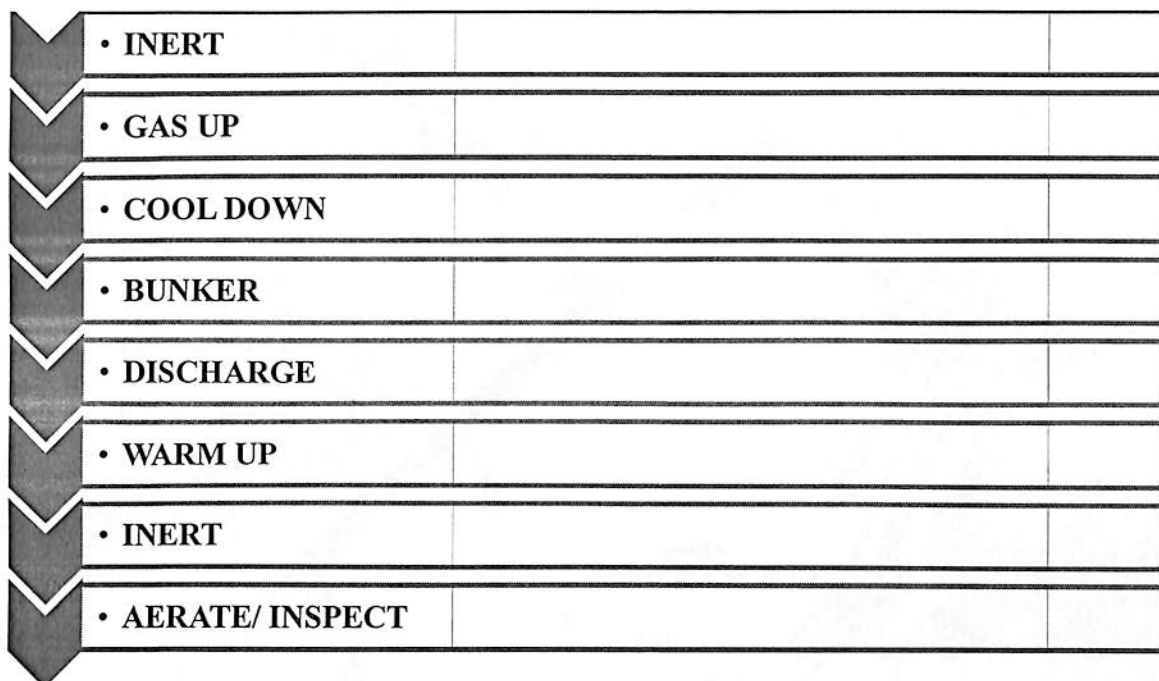 • INERT
• GAS UP
• COOL DOWN
• BUNKER
• DISCHARGE
• WARM UP
• INERT
• AERATE/ INSPECT